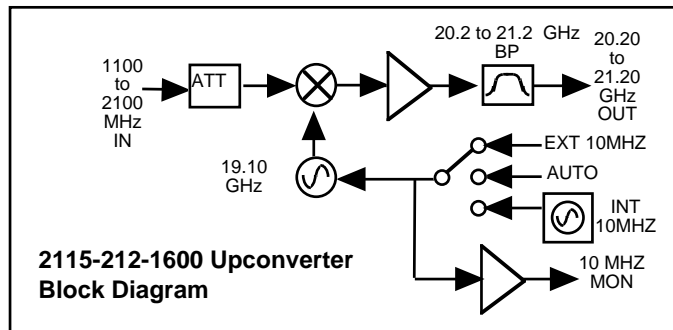 20.2 to 21.2 GHz
BP
20.20
to
21.20
GHz
OUT
1100
to
2100
MHz
IN
ATT
19.10
GHz
EXT 10MHZ
AUTO
INT
10MHZ
10 MHZ
MON
2115-212-1600 Upconverter
Block Diagram